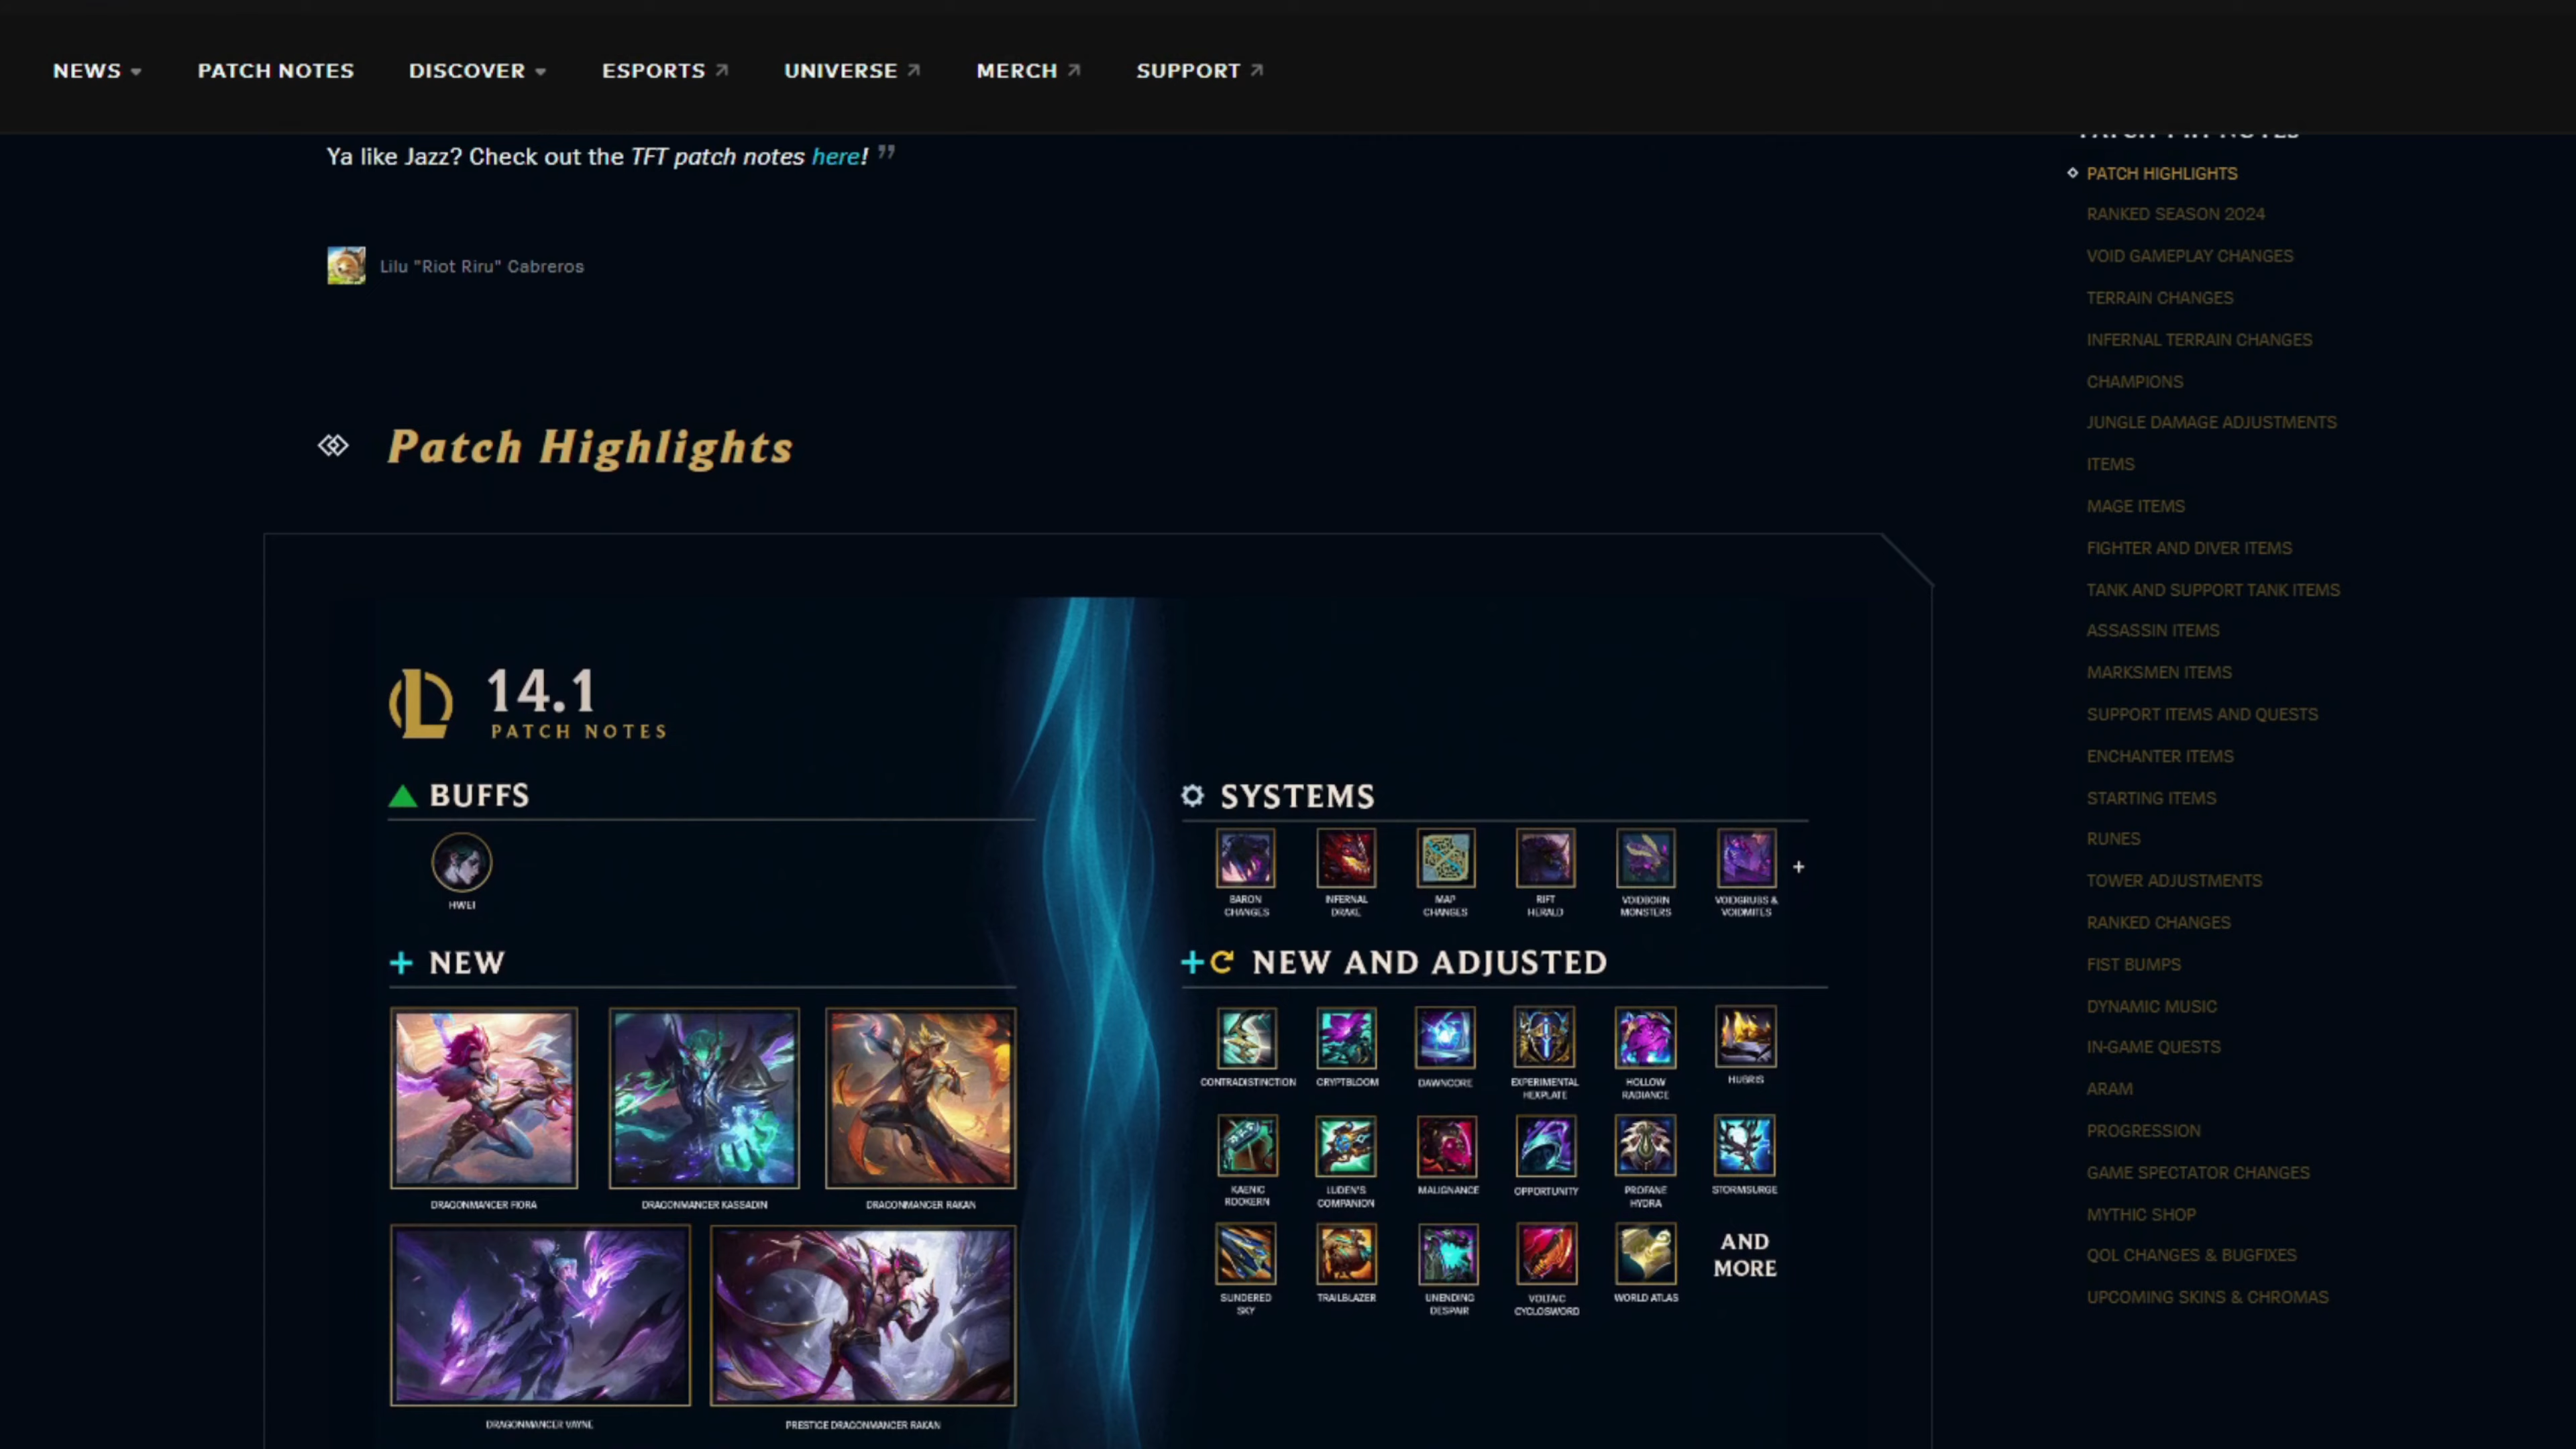 NEWS
PATCH NOTES
DISCOVER
ESPORTS
UNIVERSE
MERCH
SUPPORT
Ya like Jazz? Check out the TFT patch notes here! ”
Lilu "Riot Riru" Cabreros
Patch Highlights
14.1
PATCH NOTES
BUFFS
HWEI
NEW
DRAGONMANCER FIORA
DRAGONMANCER KASSADIN
DRAGONMANCER RAKAN
DRAGONMANCER VAYNE
PRESTIGE DRAGONMANCER RAKAN
SYSTEMS
BARON
CHANGES
INFERNAL
DRAKE
MAP
CHANGES
RIFT
HERALD
VOIDBORN
MONSTERS
VOIDGRUBS &
VOIDMITES
+
NEW AND ADJUSTED
CONTRADISTINCTION
CRYPTBLOOM
DAWNCORE
EXPERIMENTAL
HEXPLATE
HOLLOW
RADIANCE
HUBRIS
KAENIC
ROOKERN
LUDEN'S
COMPANION
MALIGNANCE
OPPORTUNITY
PROFANE
HYDRA
STORMSURGE
SUNDERED
SKY
TRAILBLAZER
UNENDING
DESPAIR
VOLTAIC
CYCLOSWORD
WORLD ATLAS
AND
MORE
PATCH HIGHLIGHTS
RANKED SEASON 2024
VOID GAMEPLAY CHANGES
TERRAIN CHANGES
INFERNAL TERRAIN CHANGES
CHAMPIONS
JUNGLE DAMAGE ADJUSTMENTS
ITEMS
MAGE ITEMS
FIGHTER AND DIVER ITEMS
TANK AND SUPPORT TANK ITEMS
ASSASSIN ITEMS
MARKSMEN ITEMS
SUPPORT ITEMS AND QUESTS
ENCHANTER ITEMS
STARTING ITEMS
RUNES
TOWER ADJUSTMENTS
RANKED CHANGES
FIST BUMPS
DYNAMIC MUSIC
IN-GAME QUESTS
ARAM
PROGRESSION
GAME SPECTATOR CHANGES
MYTHIC SHOP
QOL CHANGES & BUGFIXES
UPCOMING SKINS & CHROMAS